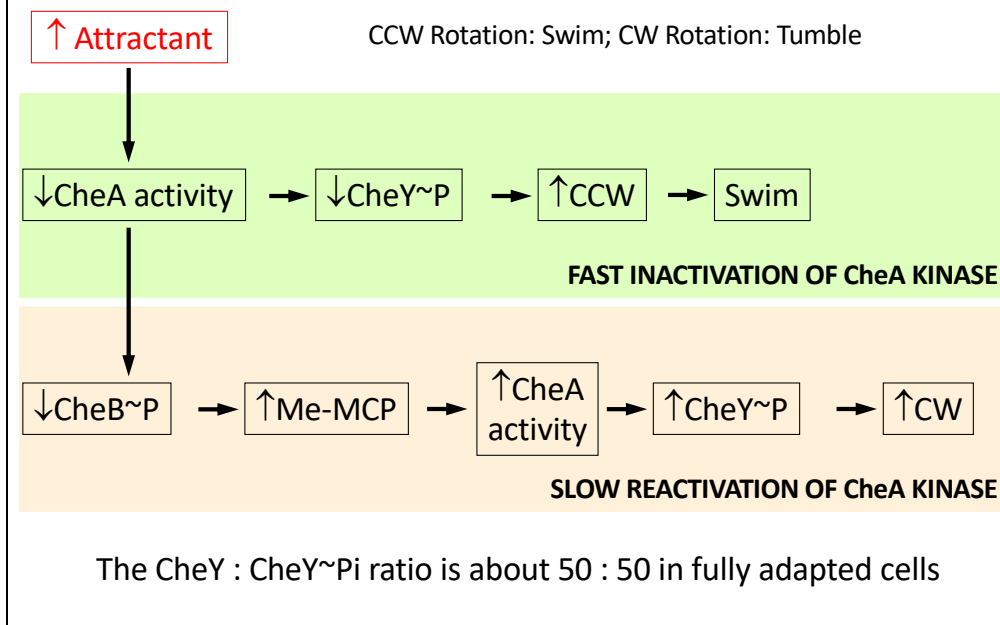 ↑ Attractant
CCW Rotation: Swim; CW Rotation: Tumble
↓CheA activity
↓CheY~P
↑CCW
Swim
FAST INACTIVATION OF CheA KINASE
↓CheB~P
↑Me-MCP
↑CheA
activity
↑CheY~P
↑CW
SLOW REACTIVATION OF CheA KINASE
The CheY : CheY~Pi ratio is about 50 : 50 in fully adapted cells